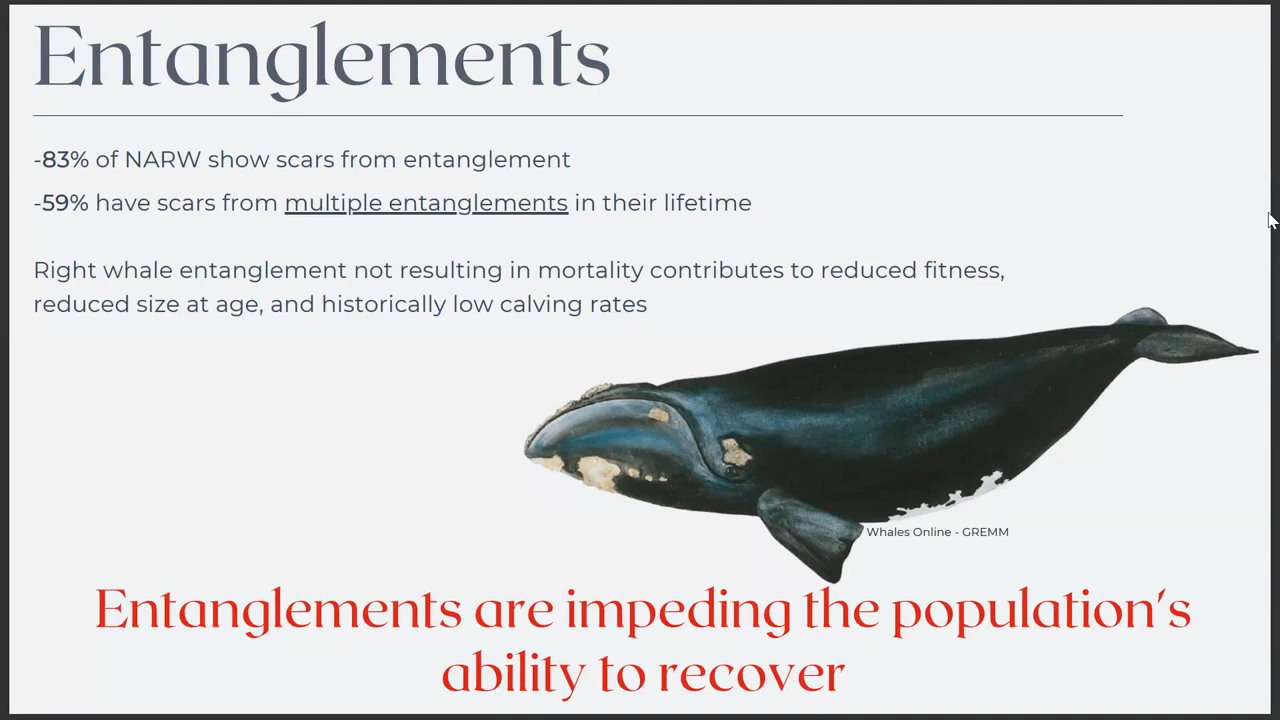 Entanglements
-83% of NARW show scars from entanglement
-59% have scars from multiple entanglements in their lifetime
Right whale entanglement not resulting in mortality contributes to reduced fitness,
reduced size at age, and historically low calving rates
Whales Online - GREMM
Entanglements are impeding the population's
ability to recover